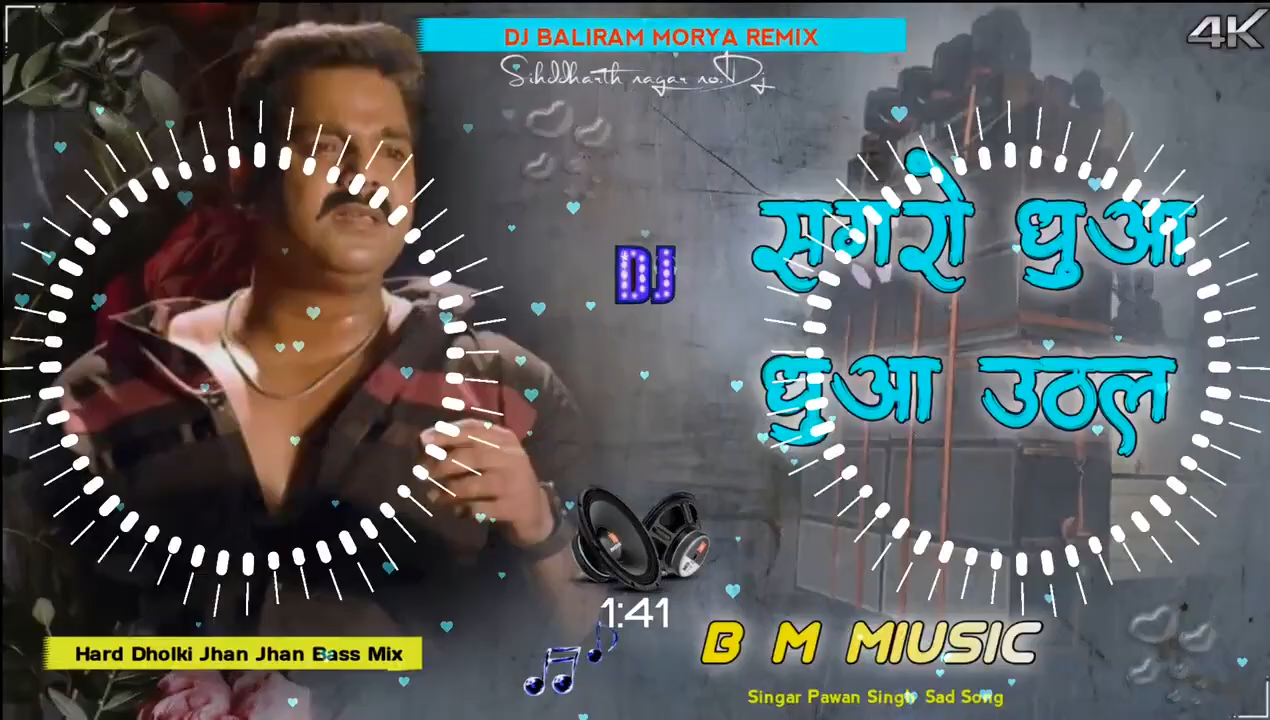 DJ BALIRAM MORYA REMIX
4K
Sihddharth nagar no.Dj
सगरो धुंआ
DJ
धुआ उठल
1:41
B M MIUSIC
Hard Dholki Jhan Jhan Bass Mix
Singar Pawan Singh Sad Song